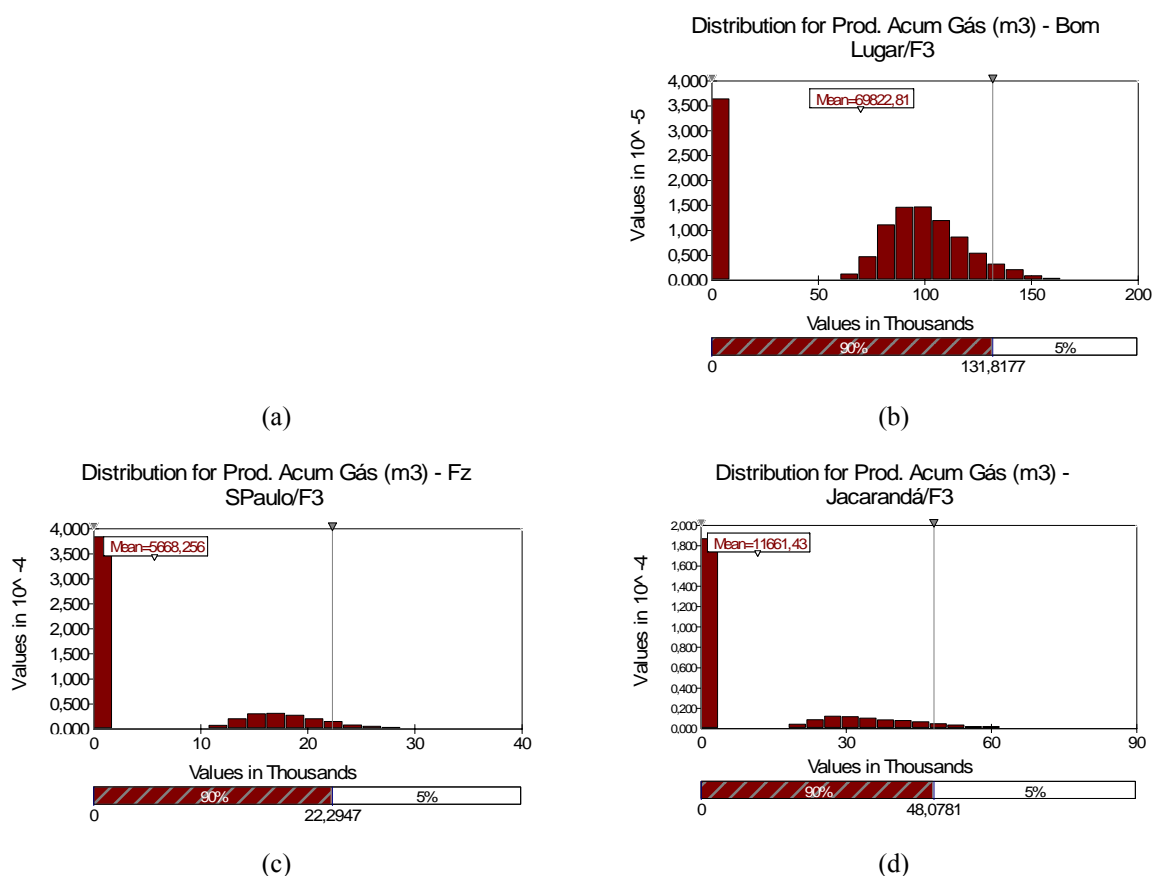 Distribution for Prod. Acum Gás (m3) - Bom
Lugar/F3
Values in 10^ -5
4,000
3,500
3,000
2,500
2,000
1,500
1,000
0,500
0,000
Mean=69822,81
0 50 100 150 200
Values in Thousands
90% 5%
0 131,8177
(a)
(b)
Distribution for Prod. Acum Gás (m3) - Fz
SPaulo/F3
Values in 10^ -4
4,000
3,500
3,000
2,500
2,000
1,500
1,000
0,500
0,000
Mean=5668,256
0 10 20 30 40
Values in Thousands
90% 5%
0 22,2947
(c)
Distribution for Prod. Acum Gás (m3) -
Jacarandá/F3
Values in 10^ -4
2,000
1,800
1,600
1,400
1,200
1,000
0,800
0,600
0,400
0,200
0,000
Mean=11661,43
0 30 60 90
Values in Thousands
90% 5%
0 48,0781
(d)